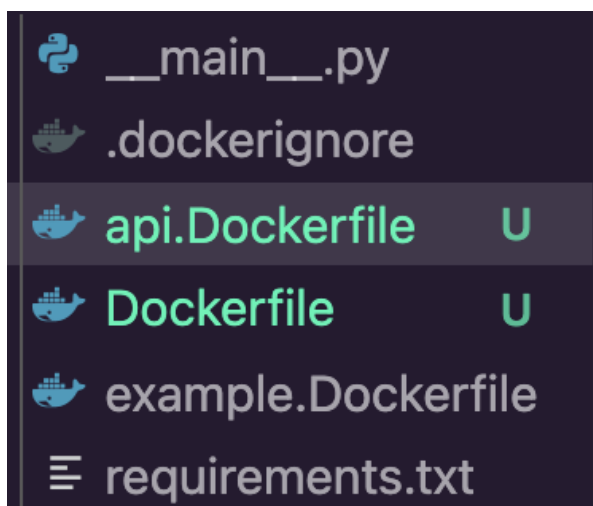 __main__.py
.dockerignore
api.Dockerfile U
Dockerfile U
example.Dockerfile
requirements.txt